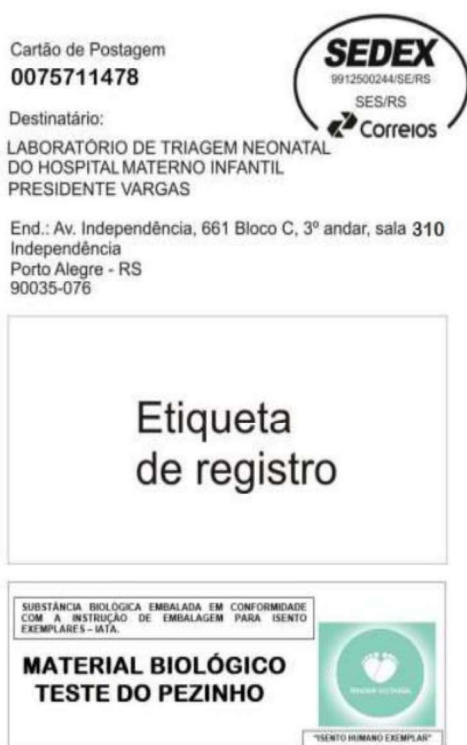 Cartão de Postagem
0075711478
SEDEX
9912500244/SE/RS
SES/RS
Correios
Destinatário:
LABORATÓRIO DE TRIAGEM NEONATAL
DO HOSPITAL MATERNO INFANTIL
PRESIDENTE VARGAS
End.: Av. Independência, 661 Bloco C, 3º andar, sala 310
Independência
Porto Alegre - RS
90035-076
Etiqueta
de registro
SUBSTÂNCIA BIOLÓGICA EMBALADA EM CONFORMIDADE
COM A INSTRUÇÃO DE EMBALAGEM PARA ISENTO
EXEMPLARES – IATA.
MATERIAL BIOLÓGICO
TESTE DO PEZINHO
"ISENTO HUMANO EXEMPLAR"